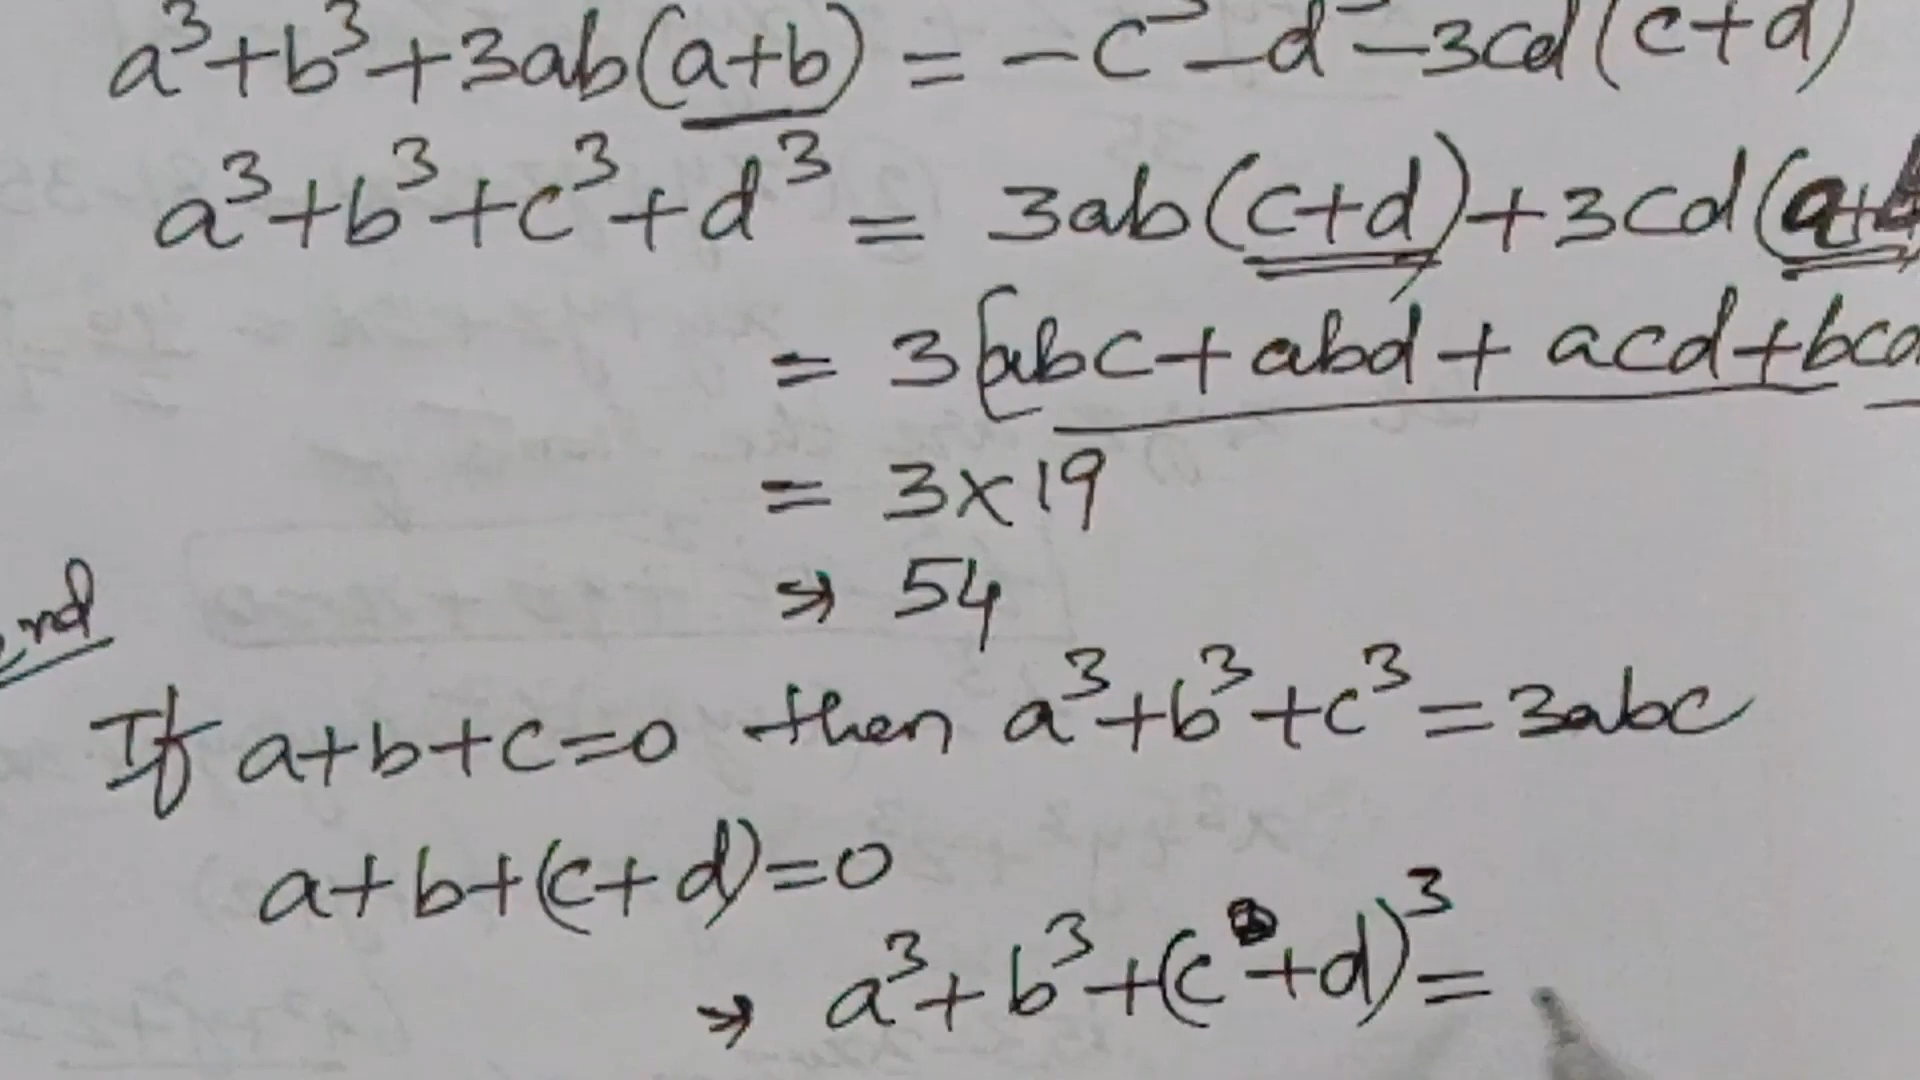 a³+b³+3ab(a+b) = -c³-d³-3cd(c+d)
a³+b³+c³+d³ = 3ab(c+d)+3cd(a+b
= 3[abc+abd+acd+bcd
= 3×19
⇒ 54
2nd
If a+b+c=0 then a³+b³+c³=3abc
a+b+(c+d)=0
⇒ a³+b³+(c+d)³=